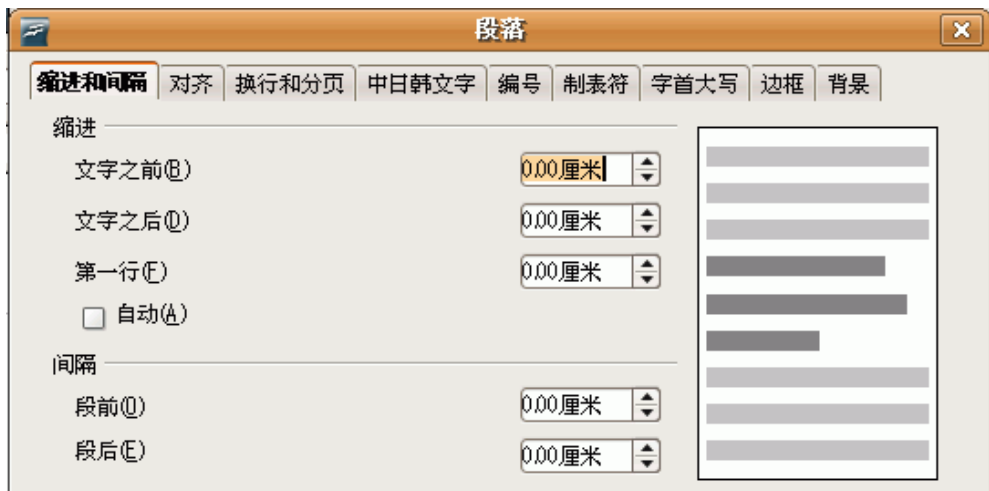 段落
缩进和间隔 对齐 换行和分页 中日韩文字 编号 制表符 字首大写 边框 背景
缩进
文字之前(B) 0.00厘米
文字之后(D) 0.00厘米
第一行(F) 0.00厘米
自动(A)
间隔
段前(O) 0.00厘米
段后(E) 0.00厘米